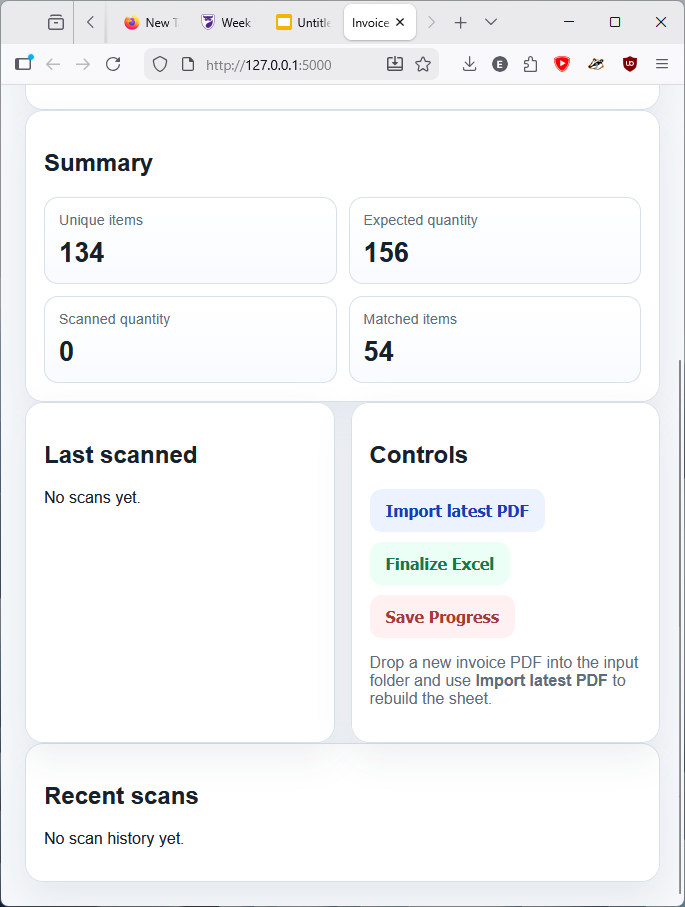 New T
Week
Untitle
Invoice
http://127.0.0.1:5000
E
Summary
Unique items
134
Expected quantity
156
Scanned quantity
0
Matched items
54
Last scanned
No scans yet.
Controls
Import latest PDF
Finalize Excel
Save Progress
Drop a new invoice PDF into the input
folder and use Import latest PDF to
rebuild the sheet.
Recent scans
No scan history yet.